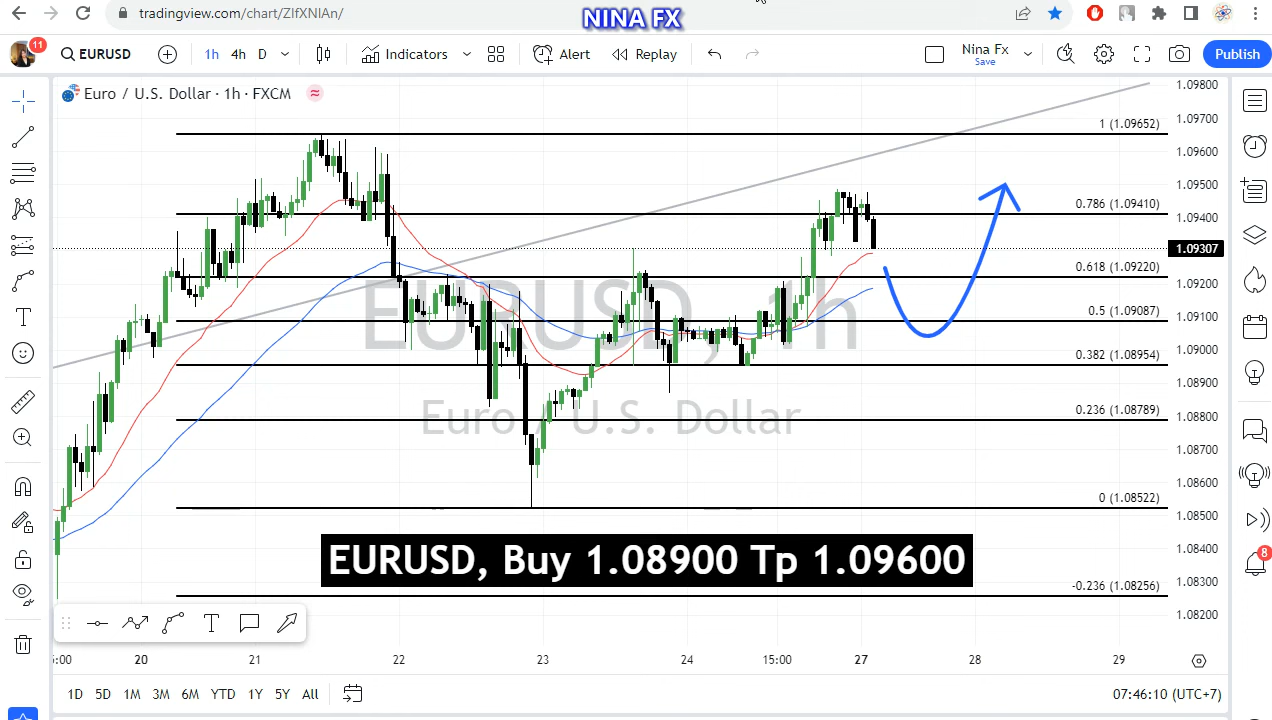 tradingview.com/chart/ZIfXNIAn/
NINA FX
11
EURUSD
1h
4h
D
Indicators
Alert
Replay
Nina Fx
Save
Publish
Euro / U.S. Dollar · 1h · FXCM
EURUSD, 1h
Euro / U.S. Dollar
1 (1.09652)
0.786 (1.09410)
0.618 (1.09220)
0.5 (1.09087)
0.382 (1.08954)
0.236 (1.08789)
0 (1.08522)
-0.236 (1.08256)
1.09800
1.09700
1.09600
1.09500
1.09400
1.09307
1.09200
1.09100
1.09000
1.08900
1.08800
1.08700
1.08600
1.08500
1.08400
1.08300
1.08200
EURUSD, Buy 1.08900 Tp 1.09600
8
5:00
20
21
22
23
24
15:00
27
28
29
1D
5D
1M
3M
6M
YTD
1Y
5Y
All
07:46:10 (UTC+7)